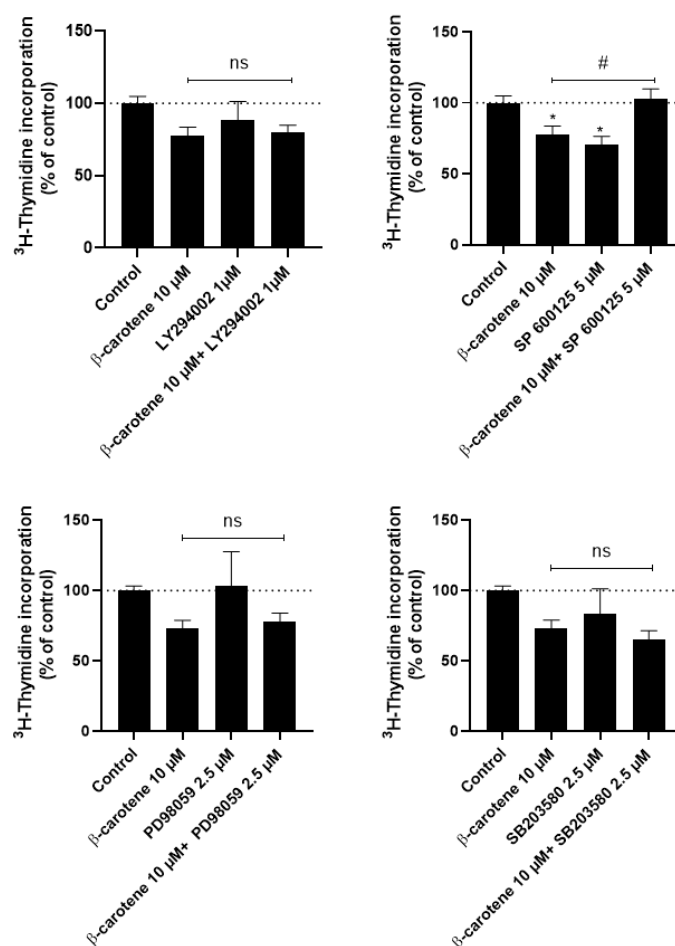 ³H-Thymidine incorporation
(% of control)
150
100
50
0
ns
Control
β-carotene 10 µM
LY294002 1µM
β-carotene 10 µM+ LY294002 1µM
³H-Thymidine incorporation
(% of control)
150
100
50
0
#
*
*
Control
β-carotene 10 µM
SP 600125 5 µM
β-carotene 10 µM+ SP 600125 5 µM
³H-Thymidine incorporation
(% of control)
150
100
50
0
ns
Control
β-carotene 10 µM
PD98059 2.5 µM
β-carotene 10 µM+ PD98059 2.5 µM
³H-Thymidine incorporation
(% of control)
150
100
50
0
ns
Control
β-carotene 10 µM
SB203580 2.5 µM
β-carotene 10 µM+ SB203580 2.5 µM